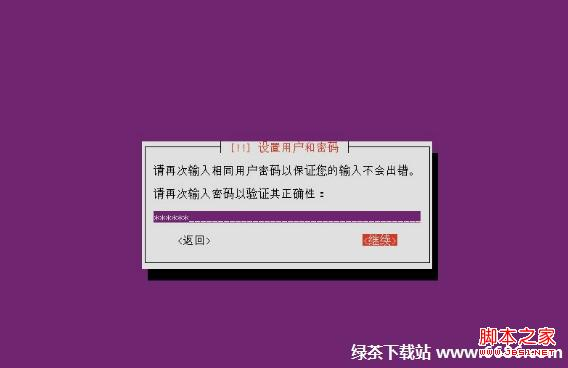 [!!] 设置用户和密码
请再次输入相同用户密码以保证您的输入不会出错。
请再次输入密码以验证其正确性：
******
<返回> <继续>
脚本之家
绿茶下载站